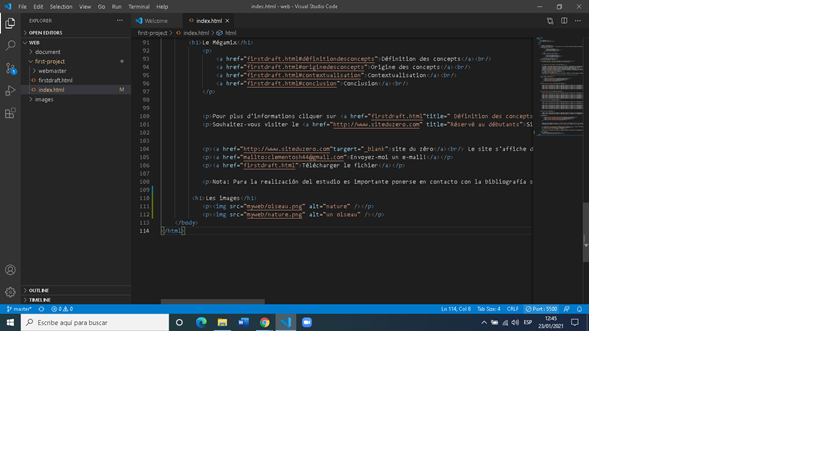 File Edit Selection View Go Run Terminal Help index.html - web - Visual Studio Code
EXPLORER ···
OPEN EDITORS
WEB
document
first-project
webmaster
firstdraft.html
index.html M
images
OUTLINE
TIMELINE
Welcome index.html
first-project > index.html > html
91 <h1>Le Mégamix</h1>
92 <p>
93 <a href="firstdraft.html#définitiondesconcepts">Définition des concepts</a><br/>
94 <a href="firstdraft.html#originedesconcepts">Origine des concepts</a><br/>
95 <a href="firstdraft.html#contextualisation">Contextualisation</a><br/>
96 <a href="firstdraft.html#conclusion">Conclusion</a><br/>
97 </p>
98
99
100 <p>Pour plus d'informations cliquer sur <a href="firstdraft.html"title=" Définition des concepts
101 <p>Souhaitez-vous visiter le <a href="http://www.siteduzero.com" title="Réservé au débutants">Si
102
103
104 <p><a href="http://www.siteduzero.com"targert="_blank">site du zéro</a><br/> Le site s'affiche d
105 <p><a href="mailto:clementosh44@gmail.com">Envoyez-moi un e-mail</a></p>
106 <p><a href="firstdraft.html">Télécharger le fichier</a></p>
107
108 <p>Nota: Para la realización del estudio es importante ponerse en contacto con la bibliografía s
109
110 <h1>Les images</h1>
111 <p><img src="myweb/oiseau.png" alt="nature" /></p>
112 <p><img src="myweb/nature.png" alt="un oiseau" /></p>
113 </body>
114 </html>
master* 0 0 Ln 114, Col 8 Tab Size: 4 CRLF Port : 5500
Escribe aquí para buscar
ESP
12:45
23/01/2021